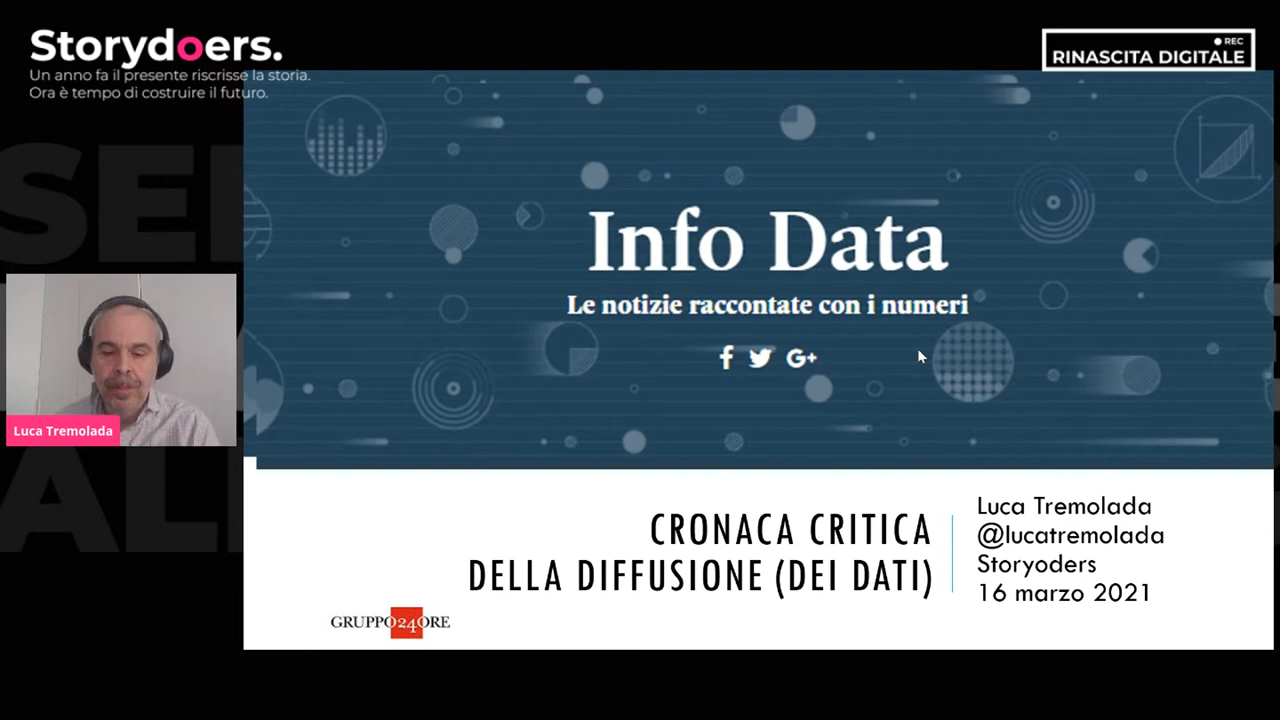 Storydoers.
Un anno fa il presente riscrisse la storia.
Ora è tempo di costruire il futuro.
REC
RINASCITA DIGITALE
Info Data
Le notizie raccontate con i numeri
Luca Tremolada
CRONACA CRITICA
DELLA DIFFUSIONE (DEI DATI)
Luca Tremolada
@lucatremolada
Storyoders
16 marzo 2021
GRUPPO24ORE